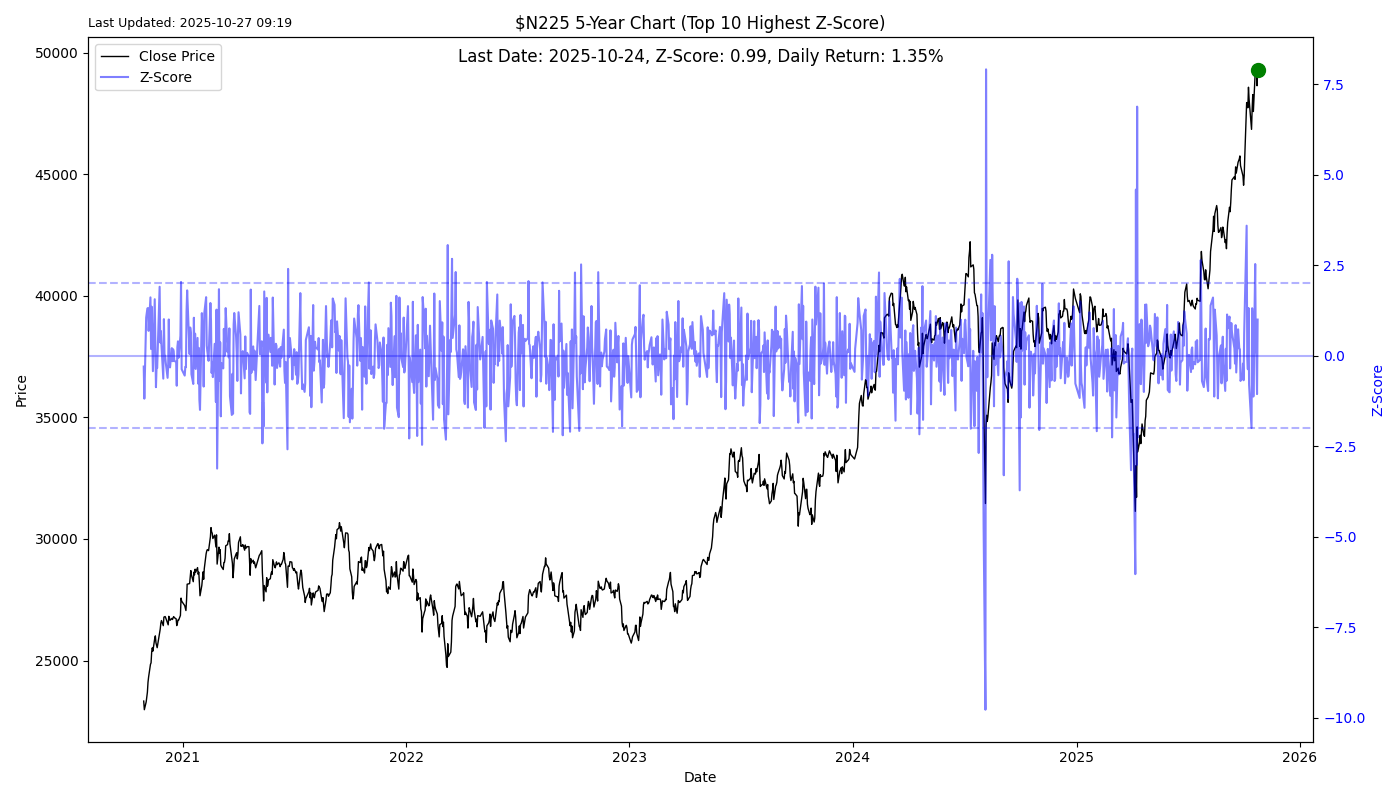 Last Updated: 2025-10-27 09:19
$N225 5-Year Chart (Top 10 Highest Z-Score)
Last Date: 2025-10-24, Z-Score: 0.99, Daily Return: 1.35%
Close Price
Z-Score
50000
45000
40000
35000
30000
25000
Price
7.5
5.0
2.5
0.0
−2.5
−5.0
−7.5
−10.0
Z-Score
2021
2022
2023
2024
2025
2026
Date